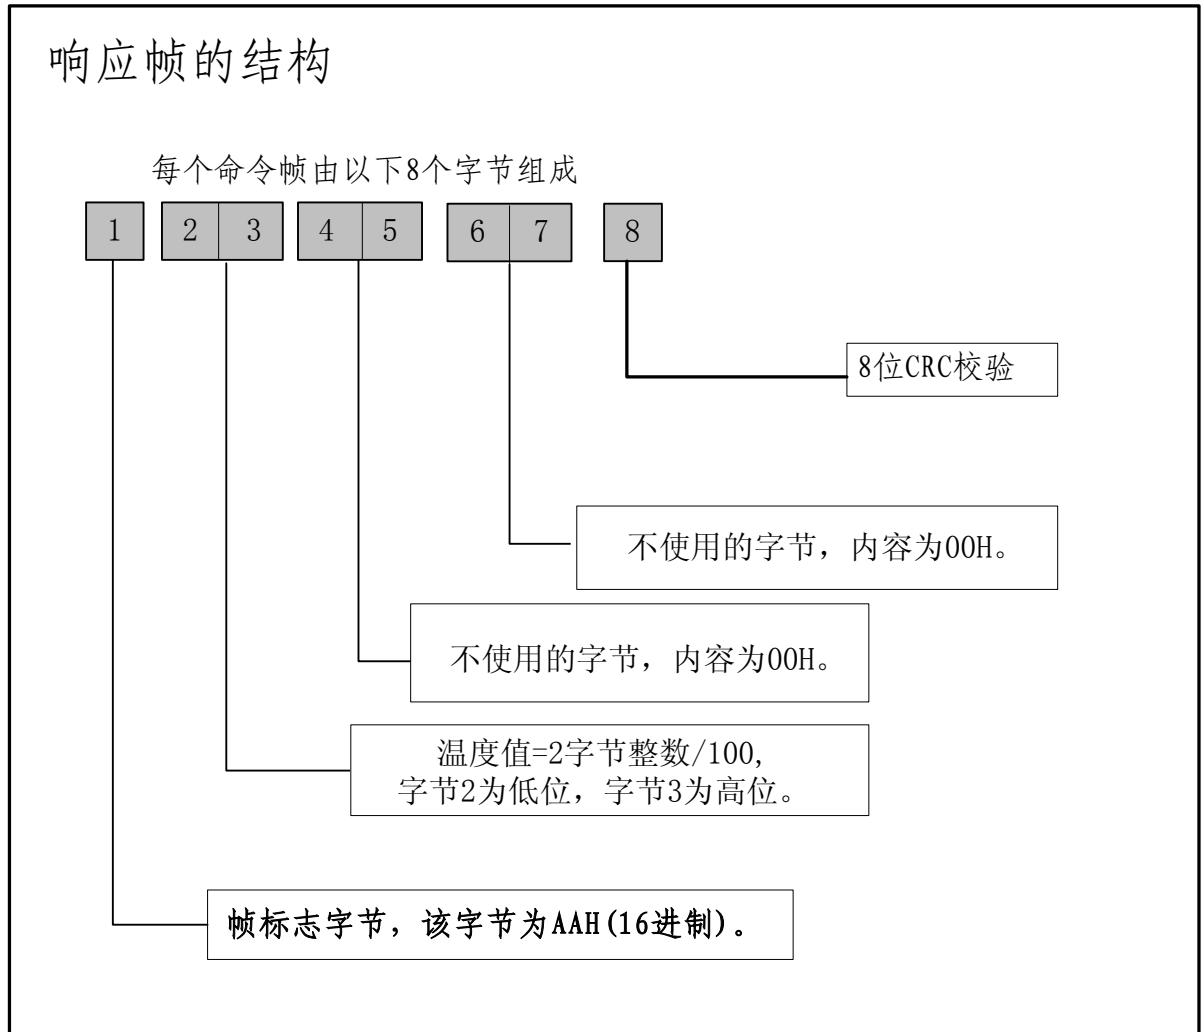 响应帧的结构
每个命令帧由以下8个字节组成
1 2 3 4 5 6 7 8
8位CRC校验
不使用的字节，内容为00H。
不使用的字节，内容为00H。
温度值=2字节整数/100,
字节2为低位，字节3为高位。
帧标志字节，该字节为AAH(16进制)。